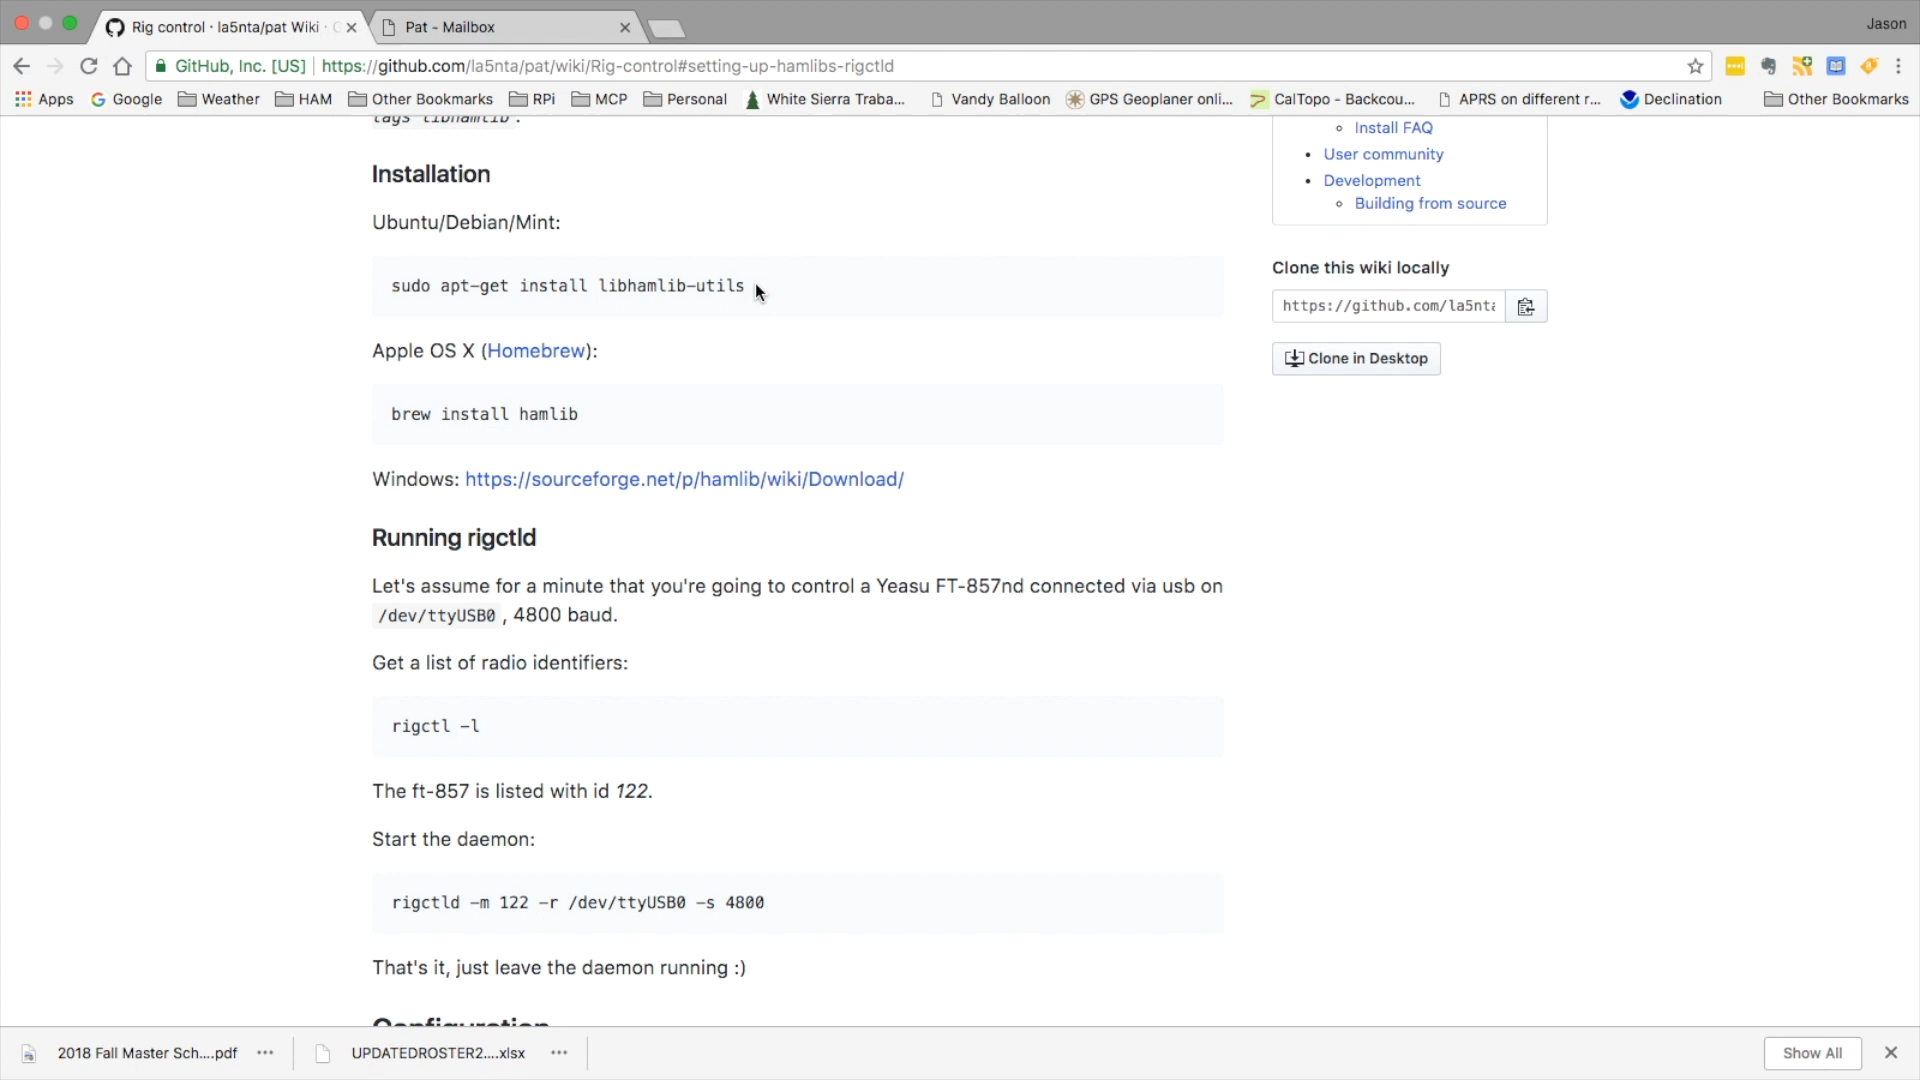 Rig control · la5nta/pat Wiki ·
Pat - Mailbox
Jason
GitHub, Inc. [US]
https://github.com/la5nta/pat/wiki/Rig-control#setting-up-hamlibs-rigctld
Apps
Google
Weather
HAM
Other Bookmarks
RPi
MCP
Personal
White Sierra Traba...
Vandy Balloon
GPS Geoplaner onli...
CalTopo - Backcou...
APRS on different r...
Declination
Other Bookmarks
tags libhamlib .
Installation
Ubuntu/Debian/Mint:
sudo apt-get install libhamlib-utils
Apple OS X (Homebrew):
brew install hamlib
Windows: https://sourceforge.net/p/hamlib/wiki/Download/
Running rigctld
Let's assume for a minute that you're going to control a Yeasu FT-857nd connected via usb on
/dev/ttyUSB0 , 4800 baud.
Get a list of radio identifiers:
rigctl -l
The ft-857 is listed with id 122.
Start the daemon:
rigctld -m 122 -r /dev/ttyUSB0 -s 4800
That's it, just leave the daemon running :)
Configuration
Install FAQ
User community
Development
Building from source
Clone this wiki locally
https://github.com/la5nta
Clone in Desktop
2018 Fall Master Sch....pdf
UPDATEDROSTER2....xlsx
Show All